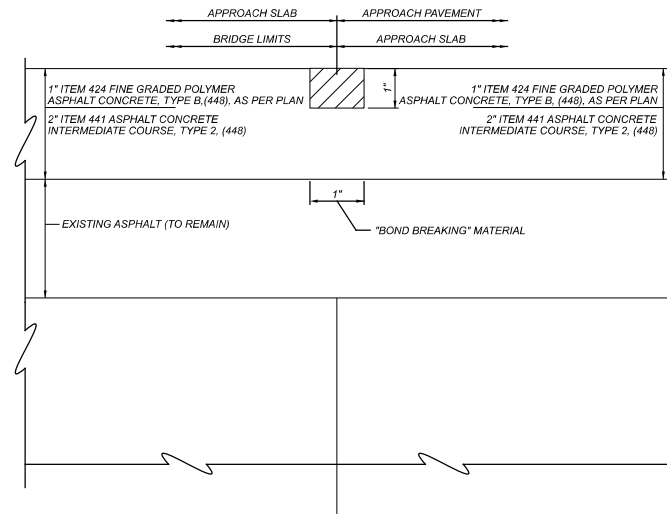 APPROACH SLAB
APPROACH PAVEMENT
BRIDGE LIMITS
APPROACH SLAB
1" ITEM 424 FINE GRADED POLYMER
ASPHALT CONCRETE, TYPE B,(448), AS PER PLAN
2" ITEM 441 ASPHALT CONCRETE
INTERMEDIATE COURSE, TYPE 2, (448)
1"
1" ITEM 424 FINE GRADED POLYMER
ASPHALT CONCRETE, TYPE B, (448), AS PER PLAN
2" ITEM 441 ASPHALT CONCRETE
INTERMEDIATE COURSE, TYPE 2, (448)
1"
EXISTING ASPHALT (TO REMAIN)
"BOND BREAKING" MATERIAL